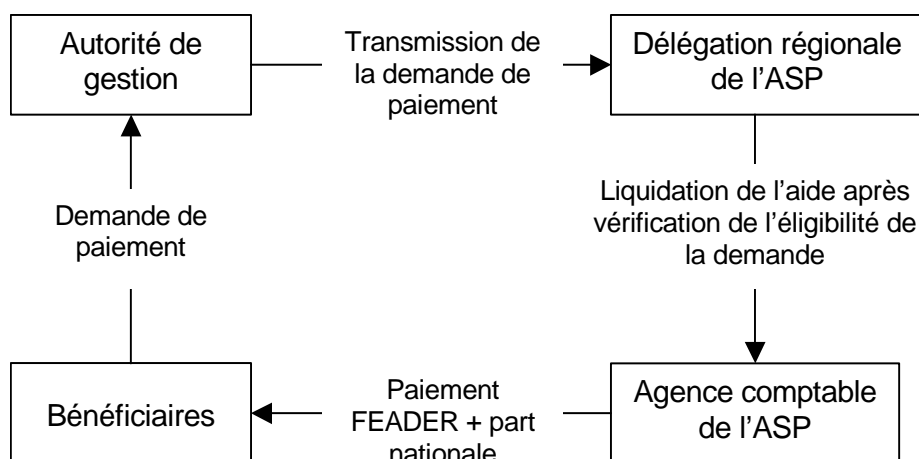 Autorité de
gestion
Transmission de
la demande de
paiement
Délégation régionale
de l’ASP
Demande de
paiement
Liquidation de l’aide après
vérification de l’éligibilité de
la demande
Bénéficiaires
Paiement
FEADER + part
nationale
Agence comptable
de l’ASP